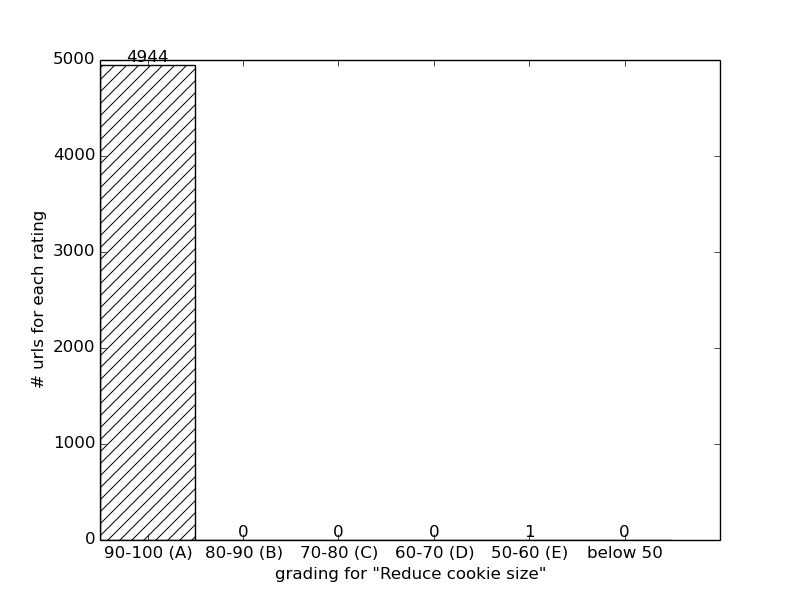 4944
5000
4000
3000
2000
1000
0
# urls for each rating
0 0 0 1 0
90-100 (A) 80-90 (B) 70-80 (C) 60-70 (D) 50-60 (E) below 50
grading for "Reduce cookie size"